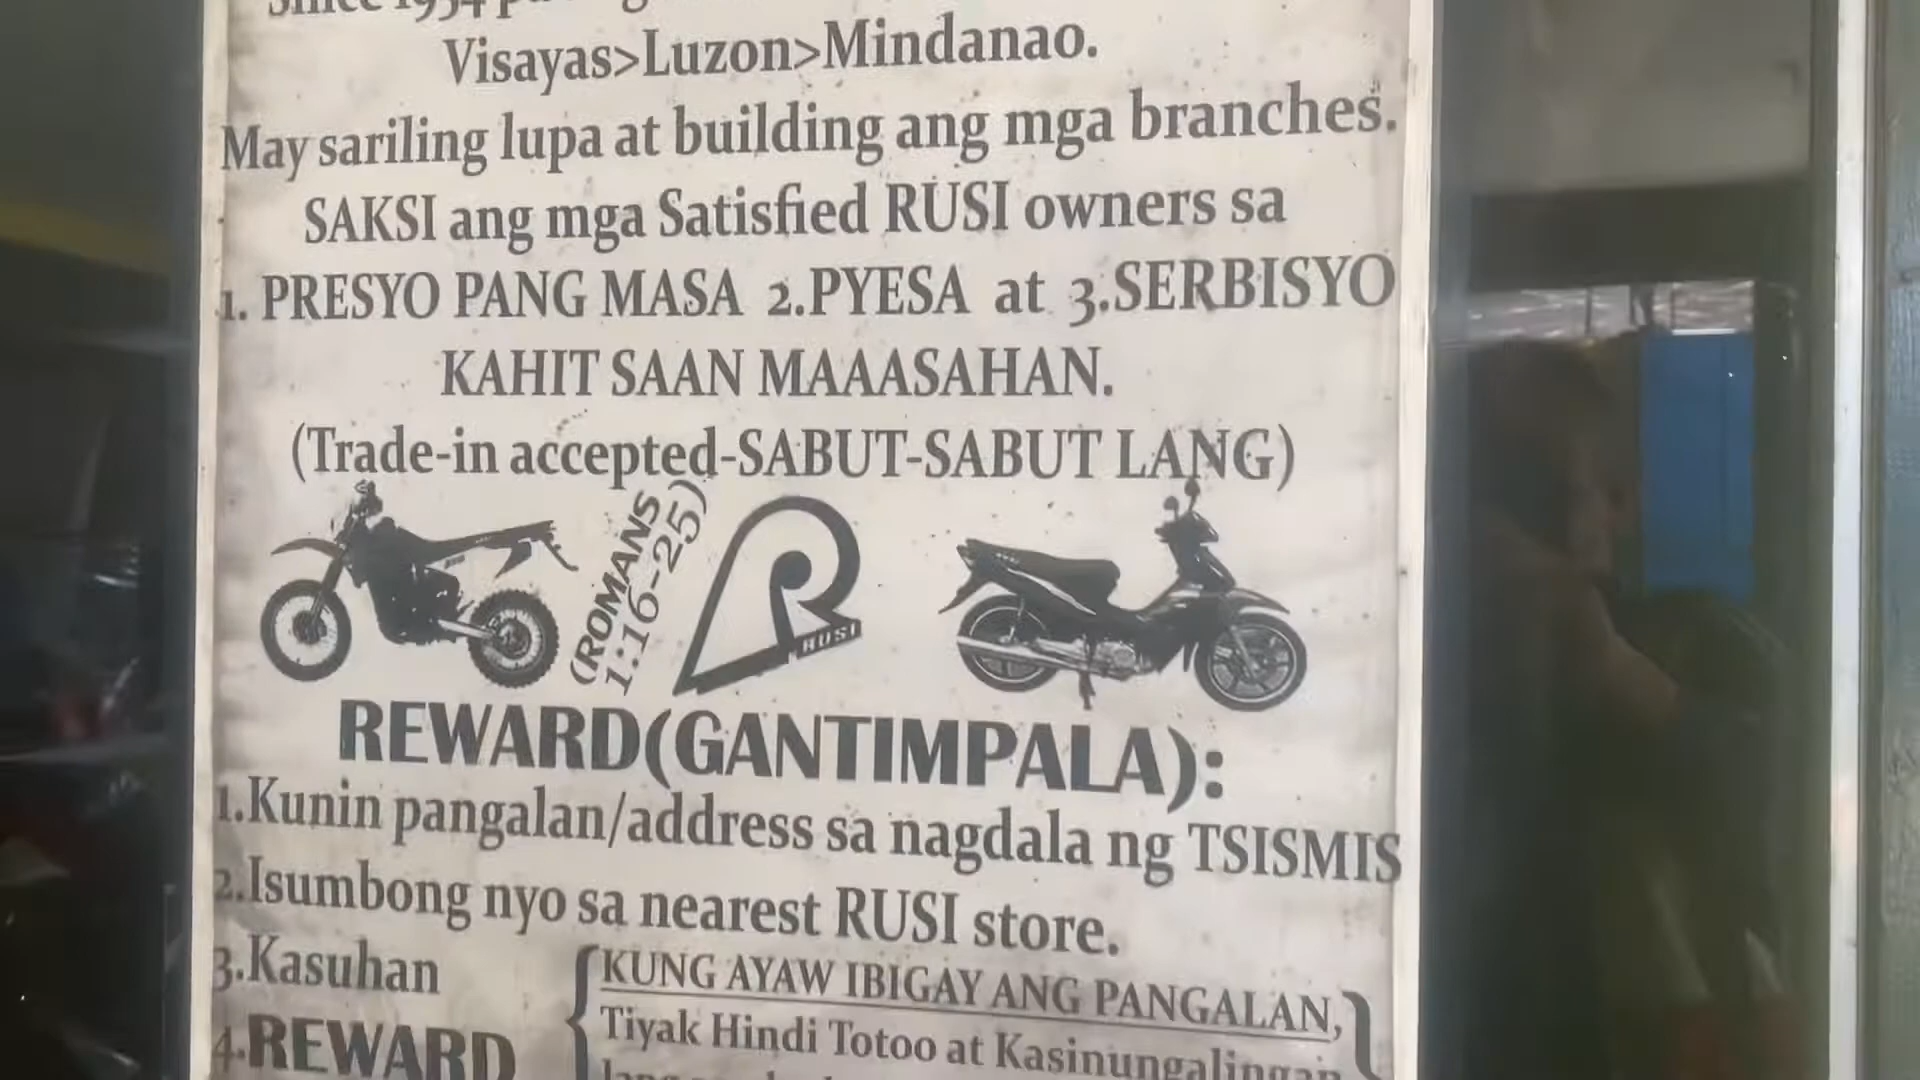 Since 1954
Visayas>Luzon>Mindanao.
May sariling lupa at building ang mga branches.
SAKSI ang mga Satisfied RUSI owners sa
1. PRESYO PANG MASA 2.PYESA at 3.SERBISYO
KAHIT SAAN MAAASAHAN.
(Trade-in accepted-SABUT-SABUT LANG)
(ROMANS
1:16-25)
RUSI
REWARD(GANTIMPALA):
1.Kunin pangalan/address sa nagdala ng TSISMIS
2.Isumbong nyo sa nearest RUSI store.
3.Kasuhan
4.REWARD
KUNG AYAW IBIGAY ANG PANGALAN,
Tiyak Hindi Totoo at Kasinungalingan